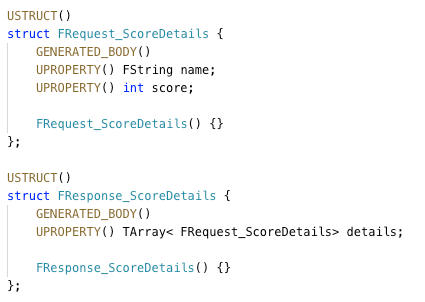 USTRUCT()
struct FRequest_ScoreDetails {
    GENERATED_BODY()
    UPROPERTY() FString name;
    UPROPERTY() int score;

    FRequest_ScoreDetails() {}
};

USTRUCT()
struct FResponse_ScoreDetails {
    GENERATED_BODY()
    UPROPERTY() TArray< FRequest_ScoreDetails> details;

    FResponse_ScoreDetails() {}
};